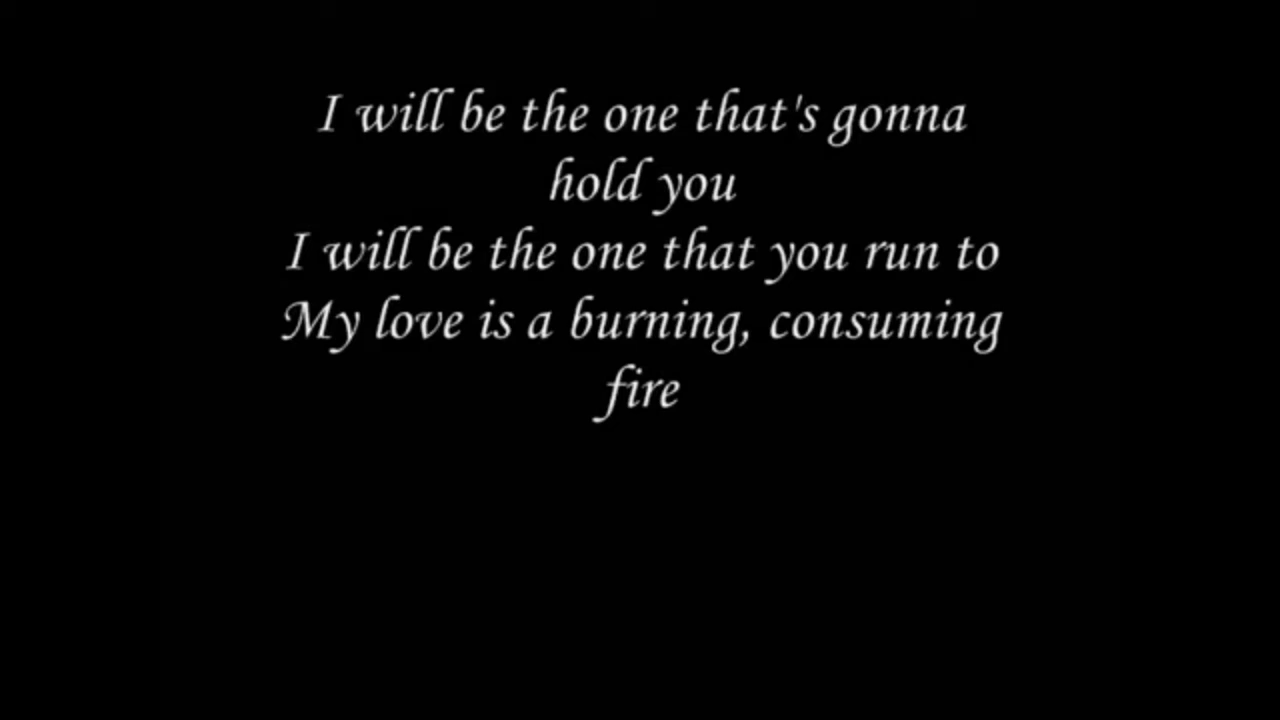 I will be the one that's gonna
hold you
I will be the one that you run to
My love is a burning, consuming
fire